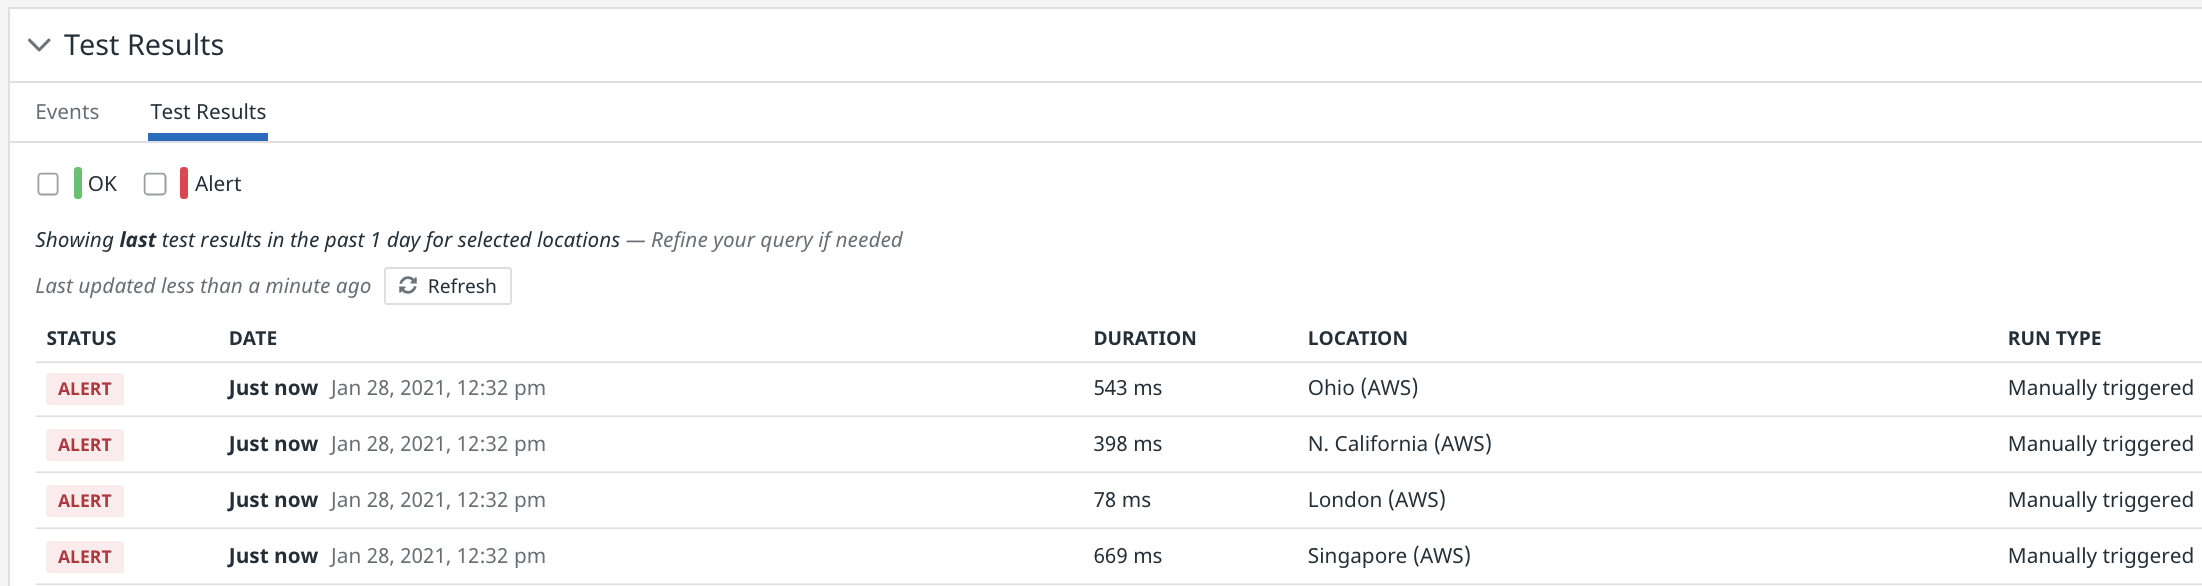 Test Results
Events Test Results
OK Alert
Showing last test results in the past 1 day for selected locations — Refine your query if needed
Last updated less than a minute ago Refresh
STATUS DATE DURATION LOCATION RUN TYPE
ALERT Just now Jan 28, 2021, 12:32 pm 543 ms Ohio (AWS) Manually triggered
ALERT Just now Jan 28, 2021, 12:32 pm 398 ms N. California (AWS) Manually triggered
ALERT Just now Jan 28, 2021, 12:32 pm 78 ms London (AWS) Manually triggered
ALERT Just now Jan 28, 2021, 12:32 pm 669 ms Singapore (AWS) Manually triggered